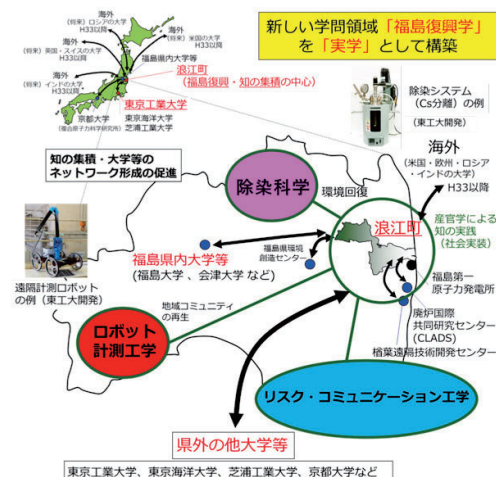 新しい学問領域「福島復興学」
を「実学」として構築
海外
(将来) ロシアの大学
H33以降
海外
(将来) 米国の大学
H33以降
海外
(将来) 英国・スイスの大学
H33以降
福島県内大学等
浪江町
(福島復興・知の集積の中心)
海外
(将来) インドの大学
H33以降
東京工業大学
東京海洋大学
芝浦工業大学
京都大学
(複合原子力科学研究所)
除染システム
(Cs分離) の例
(東工大開発)
知の集積・大学等の
ネットワーク形成の促進
海外
(米国・欧州・ロシア
・インドの大学)
H33以降
除染科学
環境回復
産官学による
知の実践
(社会実装)
浪江町
福島県内大学等
(福島大学、会津大学 など)
福島県環境
創造センター
遠隔計測ロボット
の例 (東工大開発)
福島第一
原子力発電所
地域コミュニティ
の再生
廃炉国際
共同研究センター
(CLADS)
楢葉遠隔技術開発センター
ロボット
計測工学
リスク・コミュニケーション工学
県外の他大学等
東京工業大学、東京海洋大学、芝浦工業大学、京都大学など